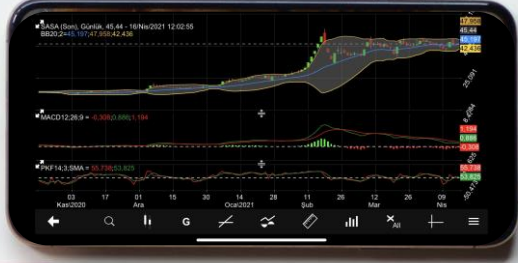 SASA (Son), Günlük, 45,44 - 16/Nis/2021 12:02:55
BB20;2=45,197;47,958;42,436
47,958
45,44
45,197
42,436
25,091
MACD12;26;9 = -0,308;0,886;1,194
1,194
0,886
-0,308
PKF14;3;SMA = 55,738;53,825
55,738
53,825
03 17 01 15 30 14 28 11 26 12 26 09
Kas\2020 Ara Oca\2021 Şub Mar Nis
G
All